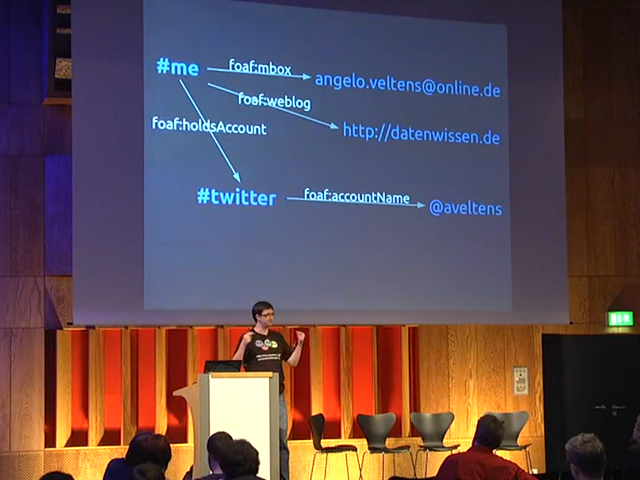 #me
foaf:mbox
angelo.veltens@online.de
foaf:weblog
http://datenwissen.de
foaf:holdsAccount
#twitter
foaf:accountName
@aveltens